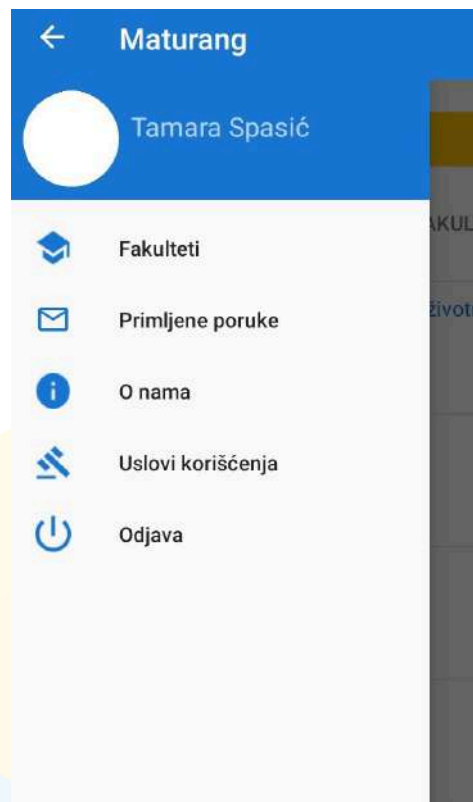 Maturang
Tamara Spasić
Fakulteti
Primljene poruke
O nama
Uslovi korišćenja
Odjava